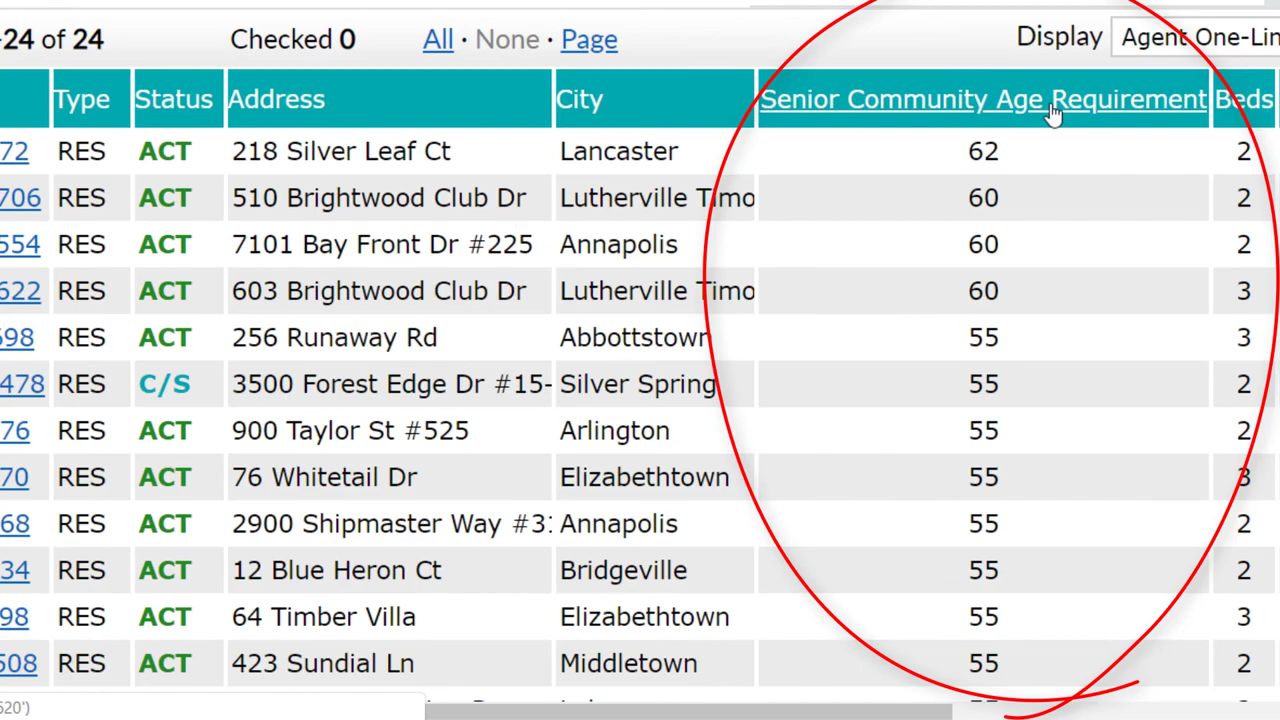 -24 of 24 Checked 0 All · None · Page Display Agent One-Lin
Type Status Address City Senior Community Age Requirement Beds
72 RES ACT 218 Silver Leaf Ct Lancaster 62 2
706 RES ACT 510 Brightwood Club Dr Lutherville Timo 60 2
554 RES ACT 7101 Bay Front Dr #225 Annapolis 60 2
622 RES ACT 603 Brightwood Club Dr Lutherville Timo 60 3
598 RES ACT 256 Runaway Rd Abbottstown 55 3
478 RES C/S 3500 Forest Edge Dr #15- Silver Spring 55 2
76 RES ACT 900 Taylor St #525 Arlington 55 2
70 RES ACT 76 Whitetail Dr Elizabethtown 55 3
68 RES ACT 2900 Shipmaster Way #31 Annapolis 55 2
34 RES ACT 12 Blue Heron Ct Bridgeville 55 2
98 RES ACT 64 Timber Villa Elizabethtown 55 3
508 RES ACT 423 Sundial Ln Middletown 55 2
620')